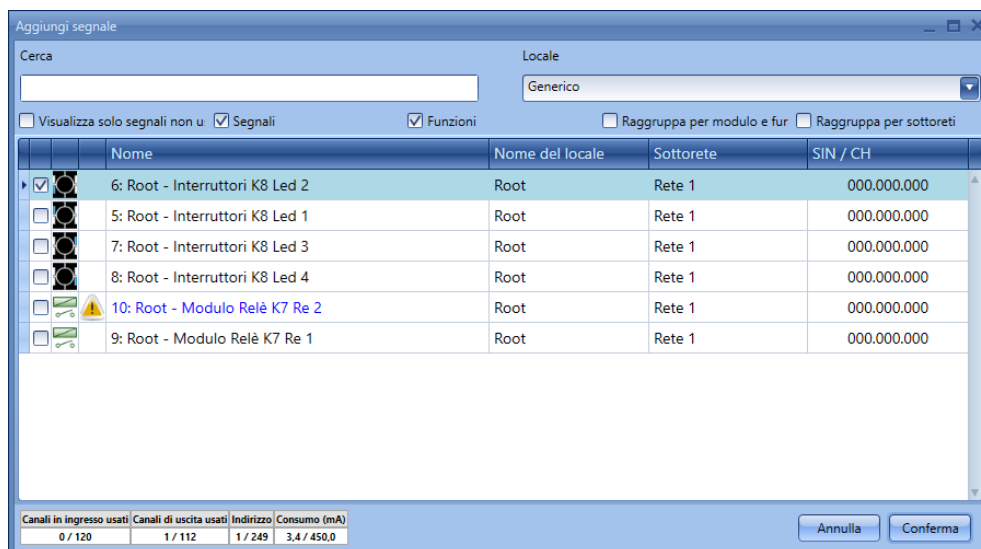 Aggiungi segnale
Cerca Locale
Generico
Visualizza solo segnali non u Segnali Funzioni Raggruppa per modulo e fur Raggruppa per sottoreti
Nome Nome del locale Sottorete SIN / CH
6: Root - Interruttori K8 Led 2 Root Rete 1 000.000.000
5: Root - Interruttori K8 Led 1 Root Rete 1 000.000.000
7: Root - Interruttori K8 Led 3 Root Rete 1 000.000.000
8: Root - Interruttori K8 Led 4 Root Rete 1 000.000.000
10: Root - Modulo Relè K7 Re 2 Root Rete 1 000.000.000
9: Root - Modulo Relè K7 Re 1 Root Rete 1 000.000.000
Canali in ingresso usati Canali di uscita usati Indirizzo Consumo (mA)
0 / 120 1 / 112 1 / 249 3,4 / 450,0
Annulla Conferma